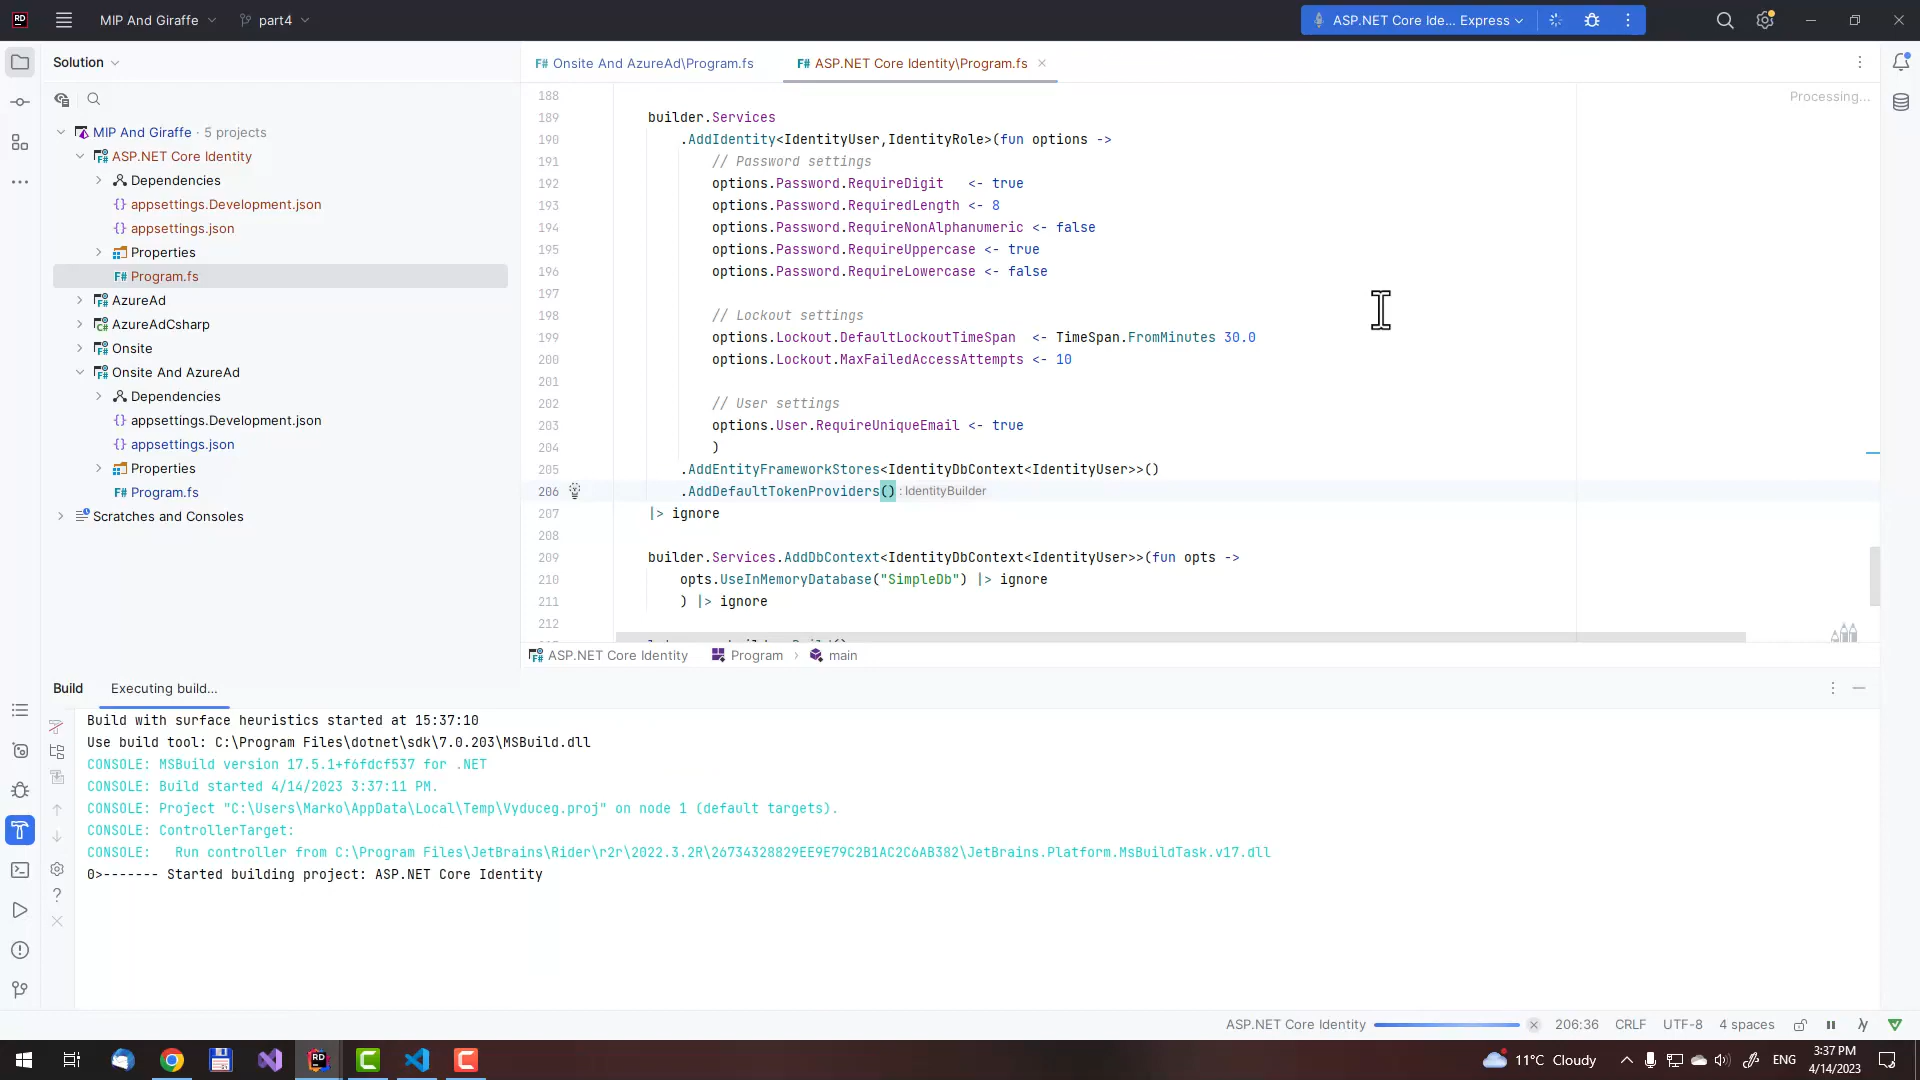 MIP And Giraffe
part4
ASP.NET Core Ide... Express
Solution
F# Onsite And AzureAd\Program.fs
F# ASP.NET Core Identity\Program.fs
Processing...
MIP And Giraffe · 5 projects
ASP.NET Core Identity
Dependencies
{} appsettings.Development.json
{} appsettings.json
Properties
F# Program.fs
AzureAd
AzureAdCsharp
Onsite
Onsite And AzureAd
Dependencies
{} appsettings.Development.json
{} appsettings.json
Properties
F# Program.fs
Scratches and Consoles
188
189 builder.Services
190 .AddIdentity<IdentityUser,IdentityRole>(fun options ->
191 // Password settings
192 options.Password.RequireDigit   <- true
193 options.Password.RequiredLength <- 8
194 options.Password.RequireNonAlphanumeric <- false
195 options.Password.RequireUppercase <- true
196 options.Password.RequireLowercase <- false
197
198 // Lockout settings
199 options.Lockout.DefaultLockoutTimeSpan  <- TimeSpan.FromMinutes 30.0
200 options.Lockout.MaxFailedAccessAttempts <- 10
201
202 // User settings
203 options.User.RequireUniqueEmail <- true
204 )
205 .AddEntityFrameworkStores<IdentityDbContext<IdentityUser>>()
206 .AddDefaultTokenProviders() : IdentityBuilder
207 |> ignore
208
209 builder.Services.AddDbContext<IdentityDbContext<IdentityUser>>(fun opts ->
210 opts.UseInMemoryDatabase("SimpleDb") |> ignore
211 ) |> ignore
212
ASP.NET Core Identity Program › main
Build Executing build...
Build with surface heuristics started at 15:37:10
Use build tool: C:\Program Files\dotnet\sdk\7.0.203\MSBuild.dll
CONSOLE: MSBuild version 17.5.1+f6fdcf537 for .NET
CONSOLE: Build started 4/14/2023 3:37:11 PM.
CONSOLE: Project "C:\Users\Marko\AppData\Local\Temp\Vyduceg.proj" on node 1 (default targets).
CONSOLE: ControllerTarget:
CONSOLE:   Run controller from C:\Program Files\JetBrains\Rider\r2r\2022.3.2R\26734328829EE9E79C2B1AC2C6AB382\JetBrains.Platform.MsBuildTask.v17.dll
0>------- Started building project: ASP.NET Core Identity
ASP.NET Core Identity 206:36 CRLF UTF-8 4 spaces
11°C Cloudy ENG
3:37 PM
4/14/2023